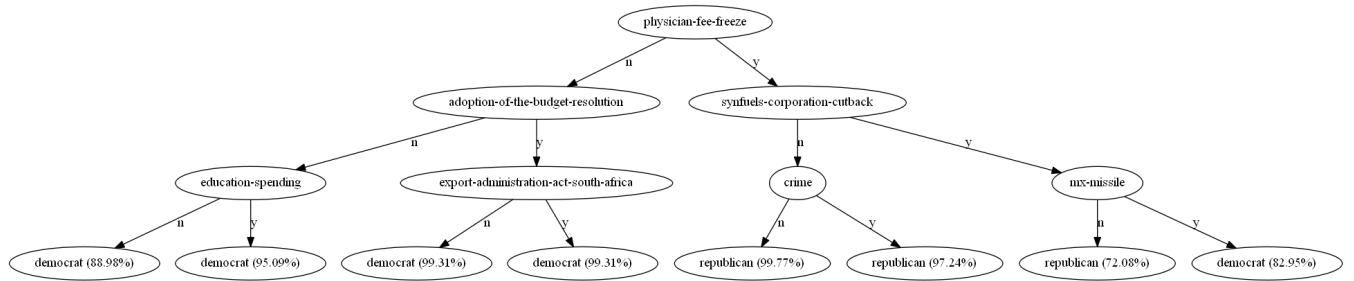 physician-fee-freeze
n
y
adoption-of-the-budget-resolution
synfuels-corporation-cutback
n
y
n
y
education-spending
export-administration-act-south-africa
crime
mx-missile
n
y
n
y
n
y
n
y
democrat (88.98%)
democrat (95.09%)
democrat (99.31%)
democrat (99.31%)
republican (99.77%)
republican (97.24%)
republican (72.08%)
democrat (82.95%)